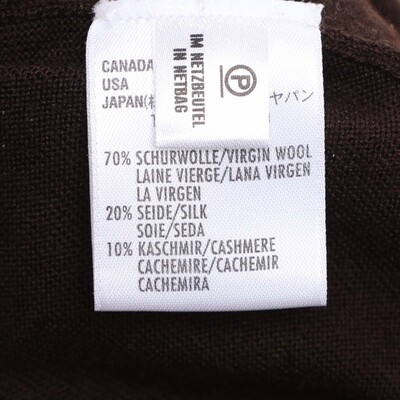 CANADA
USA
JAPAN(
ャパン
IM NETZBEUTEL
IN NETBAG
P
70% SCHURWOLLE/VIRGIN WOOL
LAINE VIERGE/LANA VIRGEN
LA VIRGEN
20% SEIDE/SILK
SOIE/SEDA
10% KASCHMIR/CASHMERE
CACHEMIRE/CACHEMIR
CACHEMIRA